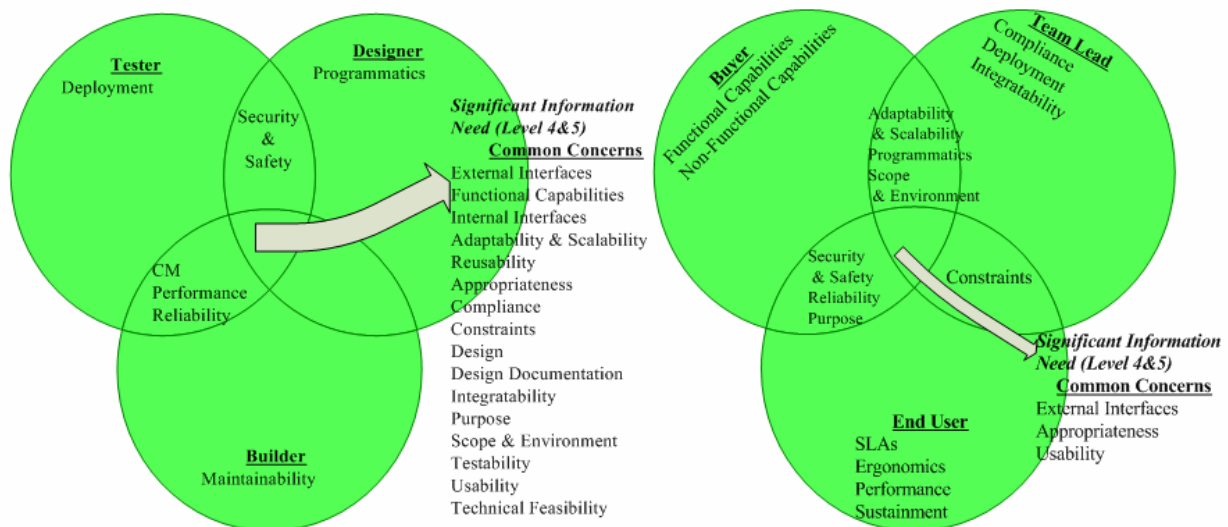 Tester
Deployment
Designer
Programmatics
Security
&
Safety
CM
Performance
Reliability
Builder
Maintainability
Significant Information
Need (Level 4&5)
Common Concerns
External Interfaces
Functional Capabilities
Internal Interfaces
Adaptability & Scalability
Reusability
Appropriateness
Compliance
Constraints
Design
Design Documentation
Integratability
Purpose
Scope & Environment
Testability
Usability
Technical Feasibility
Buyer
Functional Capabilities
Non-Functional Capabilities
Team Lead
Compliance
Deployment
Integratability
Adaptability
& Scalability
Programmatics
Scope
& Environment
Security
& Safety
Reliability
Purpose
Constraints
End User
SLAs
Ergonomics
Performance
Sustainment
Significant Information
Need (Level 4&5)
Common Concerns
External Interfaces
Appropriateness
Usability